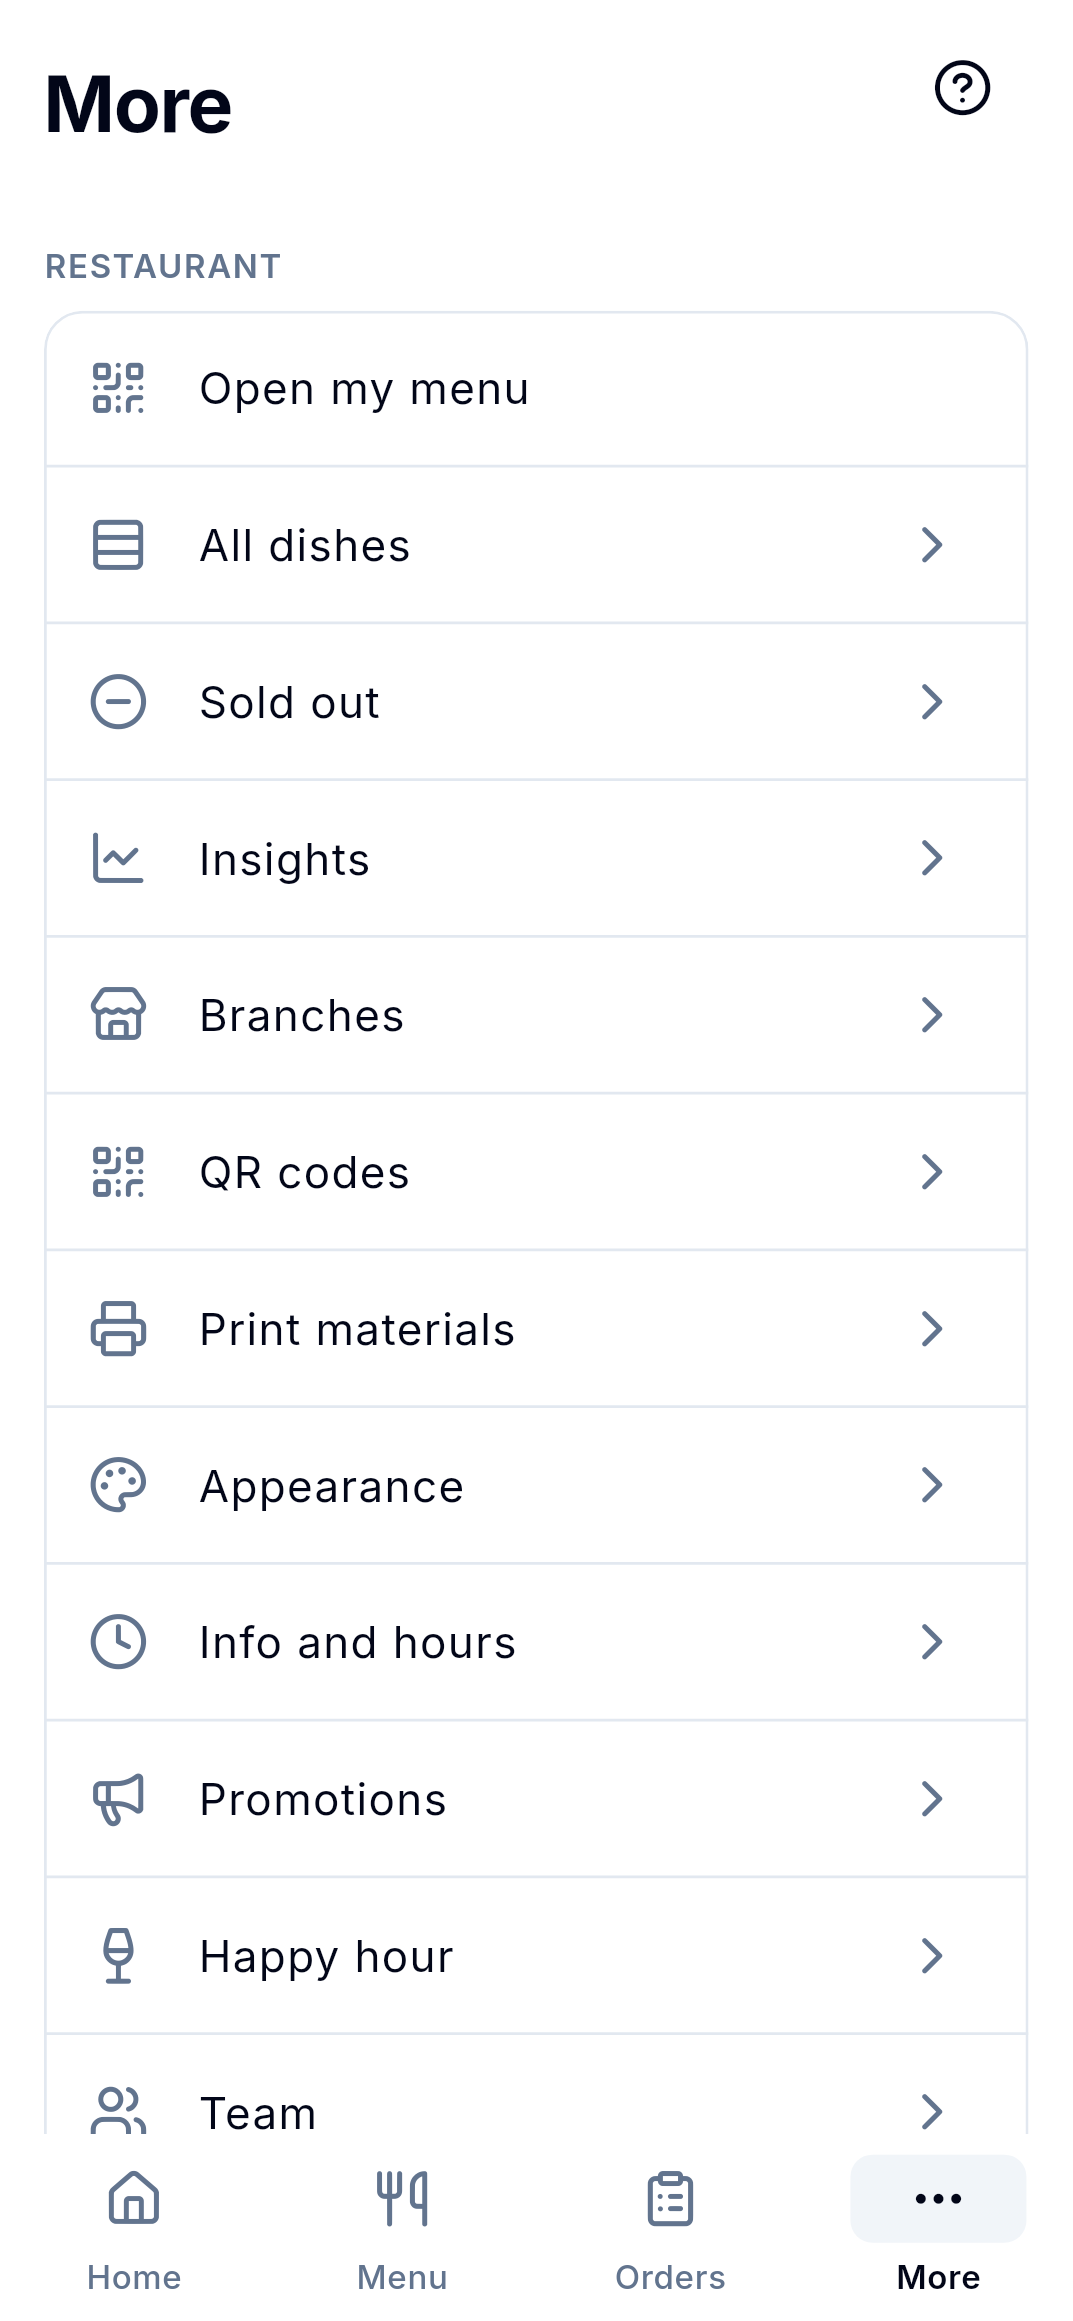 More
RESTAURANT
Open my menu
All dishes
Sold out
Insights
Branches
QR codes
Print materials
Appearance
Info and hours
Promotions
Happy hour
Team
Home
Menu
Orders
More